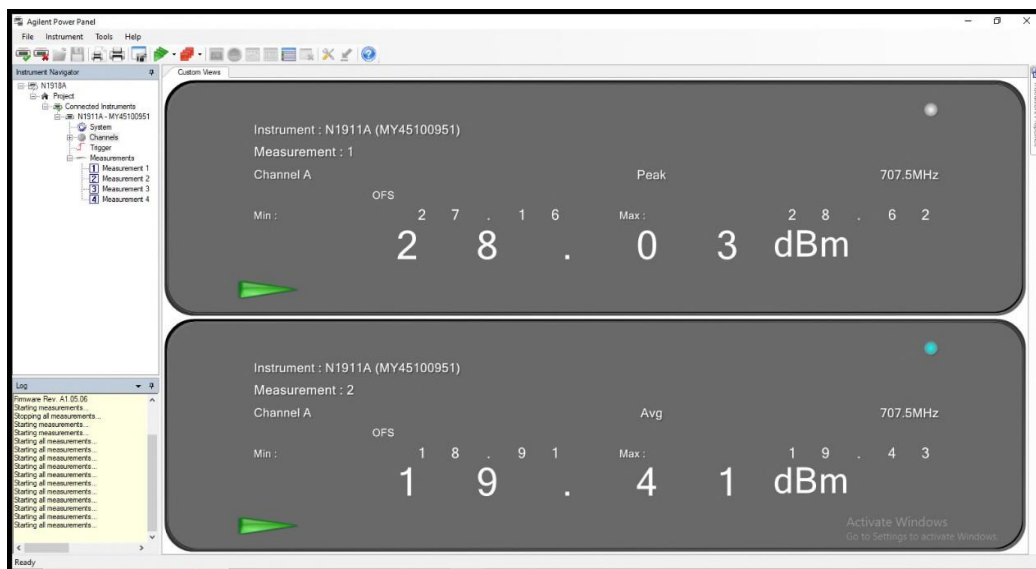 Agilent Power Panel
File Instrument Tools Help
Instrument Navigator
N1918A
Project
Connected Instruments
N1911A - MY45100951
System
Channels
Trigger
Measurements
1 Measurement 1
2 Measurement 2
3 Measurement 3
4 Measurement 4
Custom Views
Instrument : N1911A (MY45100951)
Measurement : 1
Channel A Peak 707.5MHz
OFS
Min : 27.16 Max : 28.62
28.03 dBm
Instrument : N1911A (MY45100951)
Measurement : 2
Channel A Avg 707.5MHz
OFS
Min : 18.91 Max : 19.43
19.41 dBm
Log
Firmware Rev: A1.05.06
Starting measurements...
Stopping all measurements...
Starting measurements...
Starting measurements...
Starting all measurements...
Starting all measurements...
Starting all measurements...
Starting all measurements...
Starting all measurements...
Starting all measurements...
Starting all measurements...
Starting all measurements...
Starting all measurements...
Starting all measurements...
Starting all measurements...
Activate Windows
Go to Settings to activate Windows.
Ready